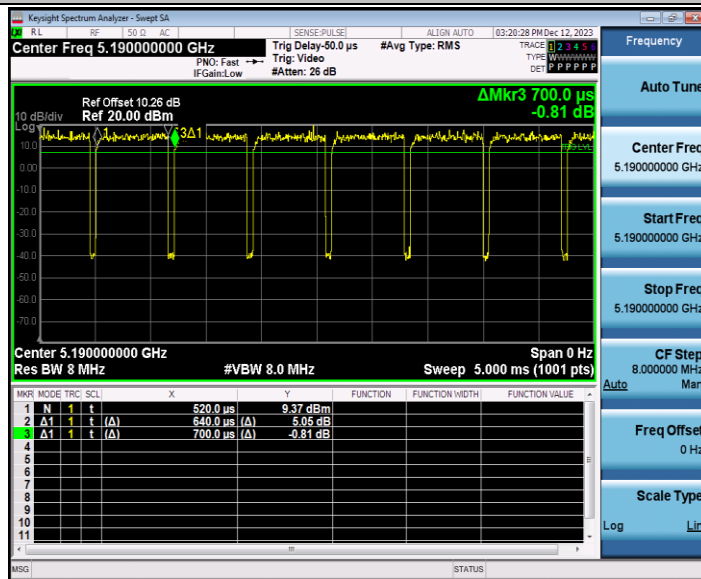 Keysight Spectrum Analyzer - Swept SA
RL RF 50 Ω AC SENSE:PULSE ALIGN AUTO 03:20:28 PM Dec 12, 2023
Center Freq 5.190000000 GHz Trig Delay-50.0 µs #Avg Type: RMS TRACE 1 2 3 4 5 6
PNO: Fast Trig: Video TYPE WWWWWW
IFGain:Low #Atten: 26 dB DET P P P P P P
Frequency
Auto Tune
ΔMkr3 700.0 µs
Ref Offset 10.26 dB
10 dB/div Ref 20.00 dBm -0.81 dB
Log
1 3Δ1
10.0
TRIG LVL
0.00
-10.0
-20.0
-30.0
-40.0
-50.0
-60.0
-70.0
Center 5.190000000 GHz Span 0 Hz
Res BW 8 MHz #VBW 8.0 MHz Sweep 5.000 ms (1001 pts)
MKR MODE TRC SCL X Y FUNCTION FUNCTION WIDTH FUNCTION VALUE
1 N 1 t 520.0 µs 9.37 dBm
2 Δ1 1 t (Δ) 640.0 µs (Δ) 5.05 dB
3 Δ1 1 t (Δ) 700.0 µs (Δ) -0.81 dB
4
5
6
7
8
9
10
11
Center Freq
5.190000000 GHz
Start Freq
5.190000000 GHz
Stop Freq
5.190000000 GHz
CF Step
8.000000 MHz
Auto Man
Freq Offset
0 Hz
Scale Type
Log Lin
MSG STATUS